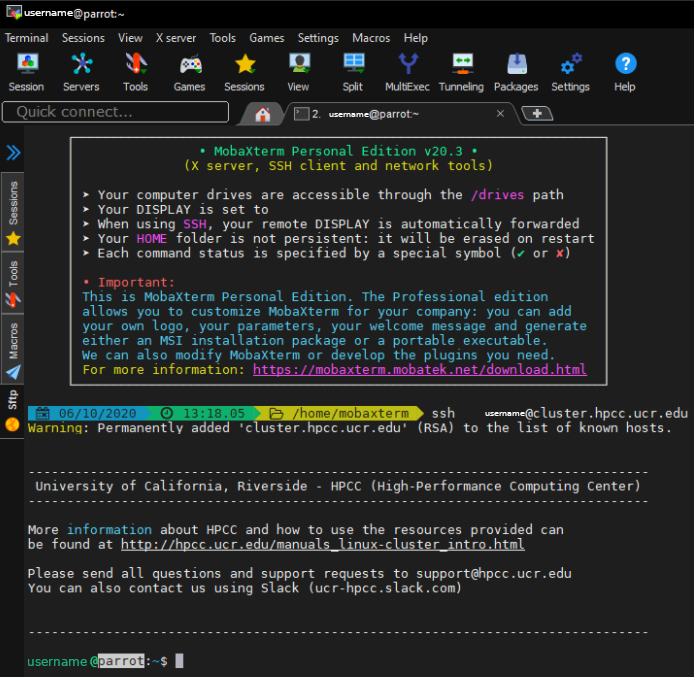 username@parrot:~
Terminal Sessions View X server Tools Games Settings Macros Help
Session Servers Tools Games Sessions View Split MultiExec Tunneling Packages Settings Help
Quick connect...
2. username@parrot:~
• MobaXterm Personal Edition v20.3 •
(X server, SSH client and network tools)
➤ Your computer drives are accessible through the /drives path
➤ Your DISPLAY is set to
➤ When using SSH, your remote DISPLAY is automatically forwarded
➤ Your HOME folder is not persistent: it will be erased on restart
➤ Each command status is specified by a special symbol (✔ or ✘)
• Important:
This is MobaXterm Personal Edition. The Professional edition
allows you to customize MobaXterm for your company: you can add
your own logo, your parameters, your welcome message and generate
either an MSI installation package or a portable executable.
We can also modify MobaXterm or develop the plugins you need.
For more information: https://mobaxterm.mobatek.net/download.html
Sessions
Tools
Macros
Sftp
06/10/2020 13:18.05 /home/mobaxterm ssh username@cluster.hpcc.ucr.edu
Warning: Permanently added 'cluster.hpcc.ucr.edu' (RSA) to the list of known hosts.
--------------------------------------------------------------------------------
University of California, Riverside - HPCC (High-Performance Computing Center)
--------------------------------------------------------------------------------
More information about HPCC and how to use the resources provided can
be found at http://hpcc.ucr.edu/manuals_linux-cluster_intro.html
Please send all questions and support requests to support@hpcc.ucr.edu
You can also contact us using Slack (ucr-hpcc.slack.com)
--------------------------------------------------------------------------------
username@parrot:~$